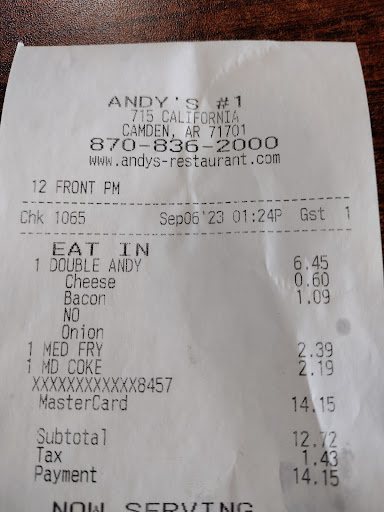 ANDY'S #1
715 CALIFORNIA
CAMDEN, AR 71701
870-836-2000
www.andys-restaurant.com
12 FRONT PM
Chk 1065 Sep06'23 01:24P Gst 1
EAT IN
1 DOUBLE ANDY 6.45
Cheese 0.60
Bacon 1.09
NO
Onion
1 MED FRY 2.39
1 MD COKE 2.19
XXXXXXXXXXXX8457
MasterCard 14.15
Subtotal 12.72
Tax 1.43
Payment 14.15
NOW SERVING